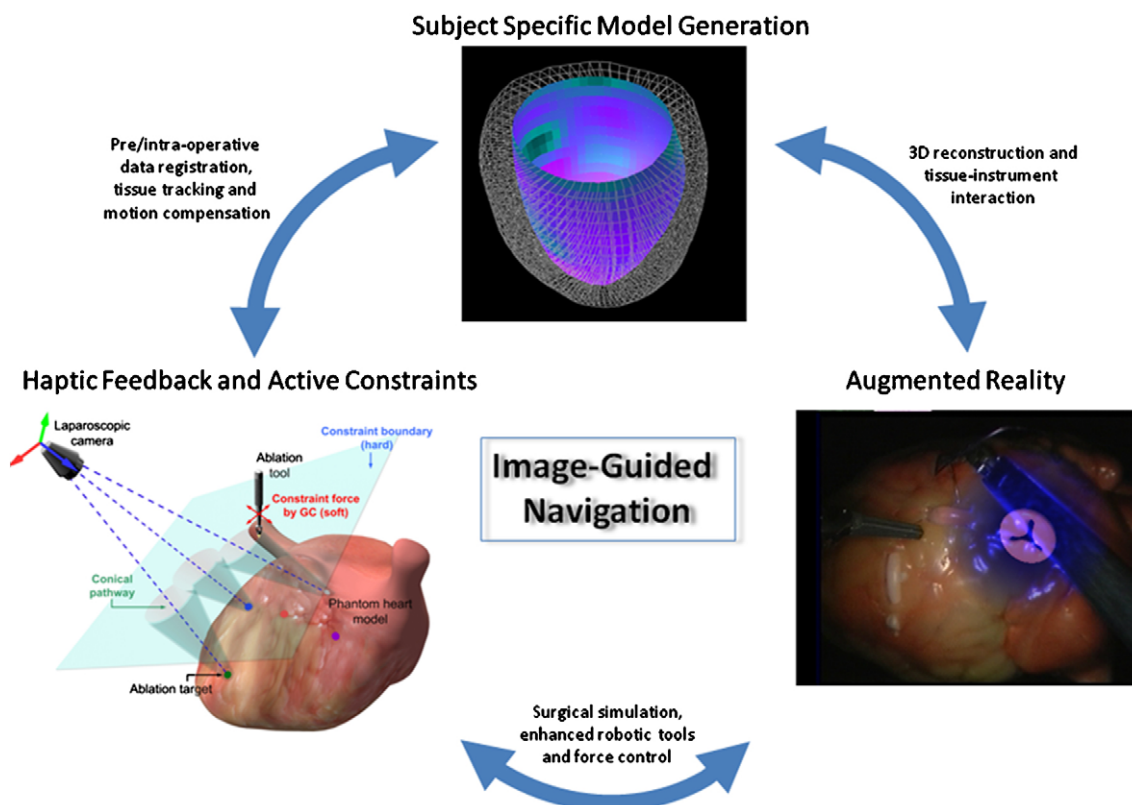 Subject Specific Model Generation
Pre/intra-operative
data registration,
tissue tracking and
motion compensation
3D reconstruction and
tissue-instrument
interaction
Haptic Feedback and Active Constraints
Augmented Reality
Laparoscopic
camera
Constraint boundary
(hard)
Ablation
tool
Constraint force
by GC (soft)
Conical
pathway
Phantom heart
model
Ablation target
Image-Guided
Navigation
Surgical simulation,
enhanced robotic tools
and force control